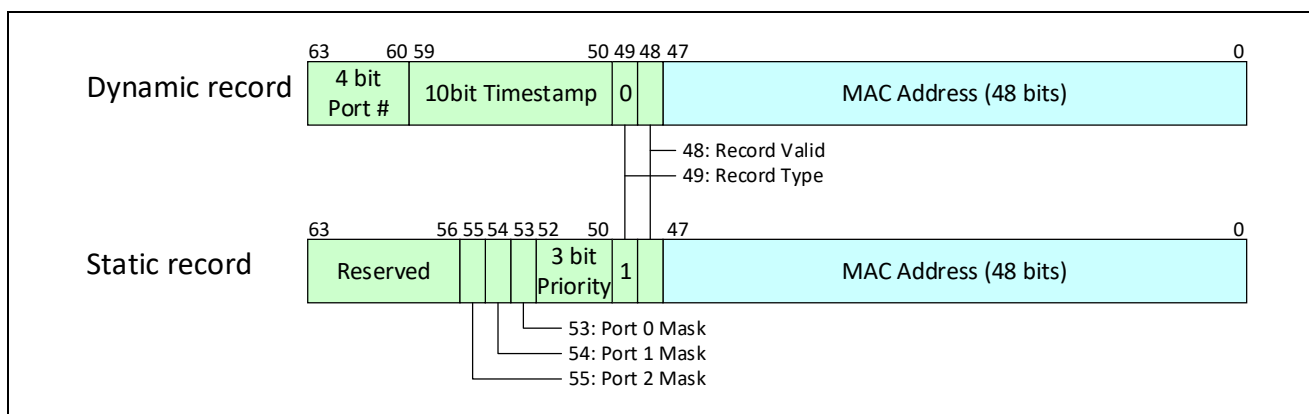 63 60 59 50 49 48 47 0
Dynamic record
4 bit
Port #
10bit Timestamp
0
MAC Address (48 bits)
48: Record Valid
49: Record Type
63 56 55 54 53 52 50 47 0
Static record
Reserved
3 bit
Priority
1
MAC Address (48 bits)
53: Port 0 Mask
54: Port 1 Mask
55: Port 2 Mask